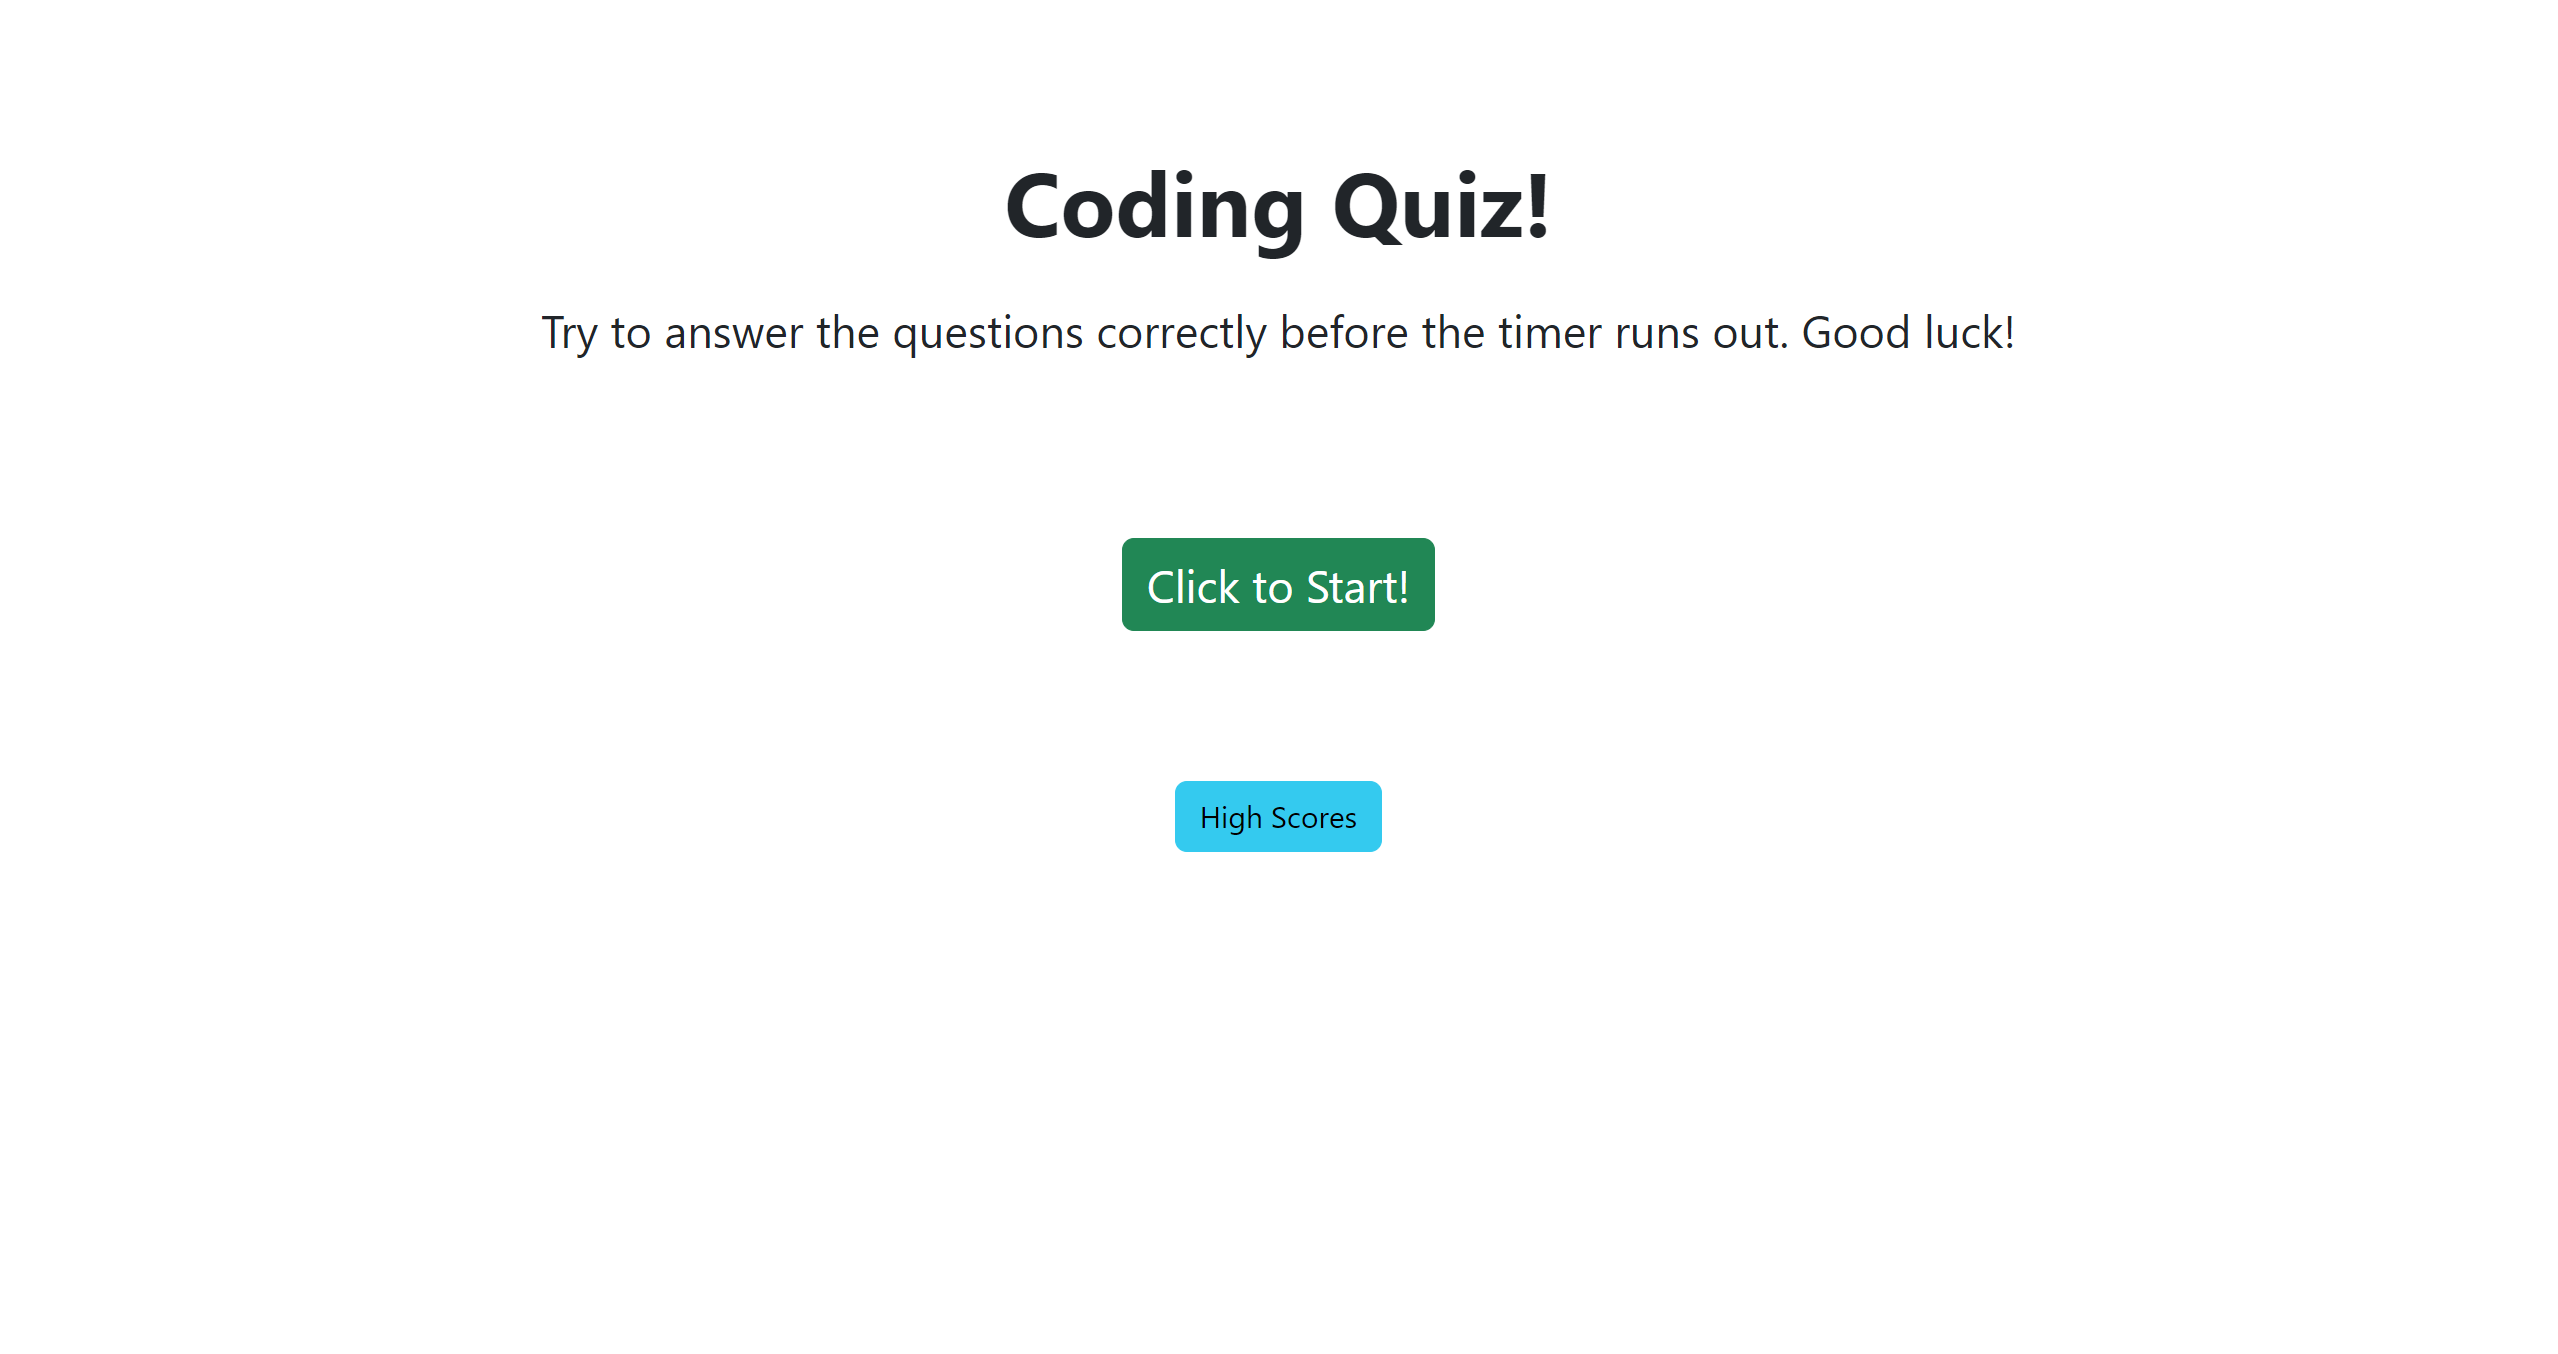 Coding Quiz!
Try to answer the questions correctly before the timer runs out. Good luck!
Click to Start!
High Scores